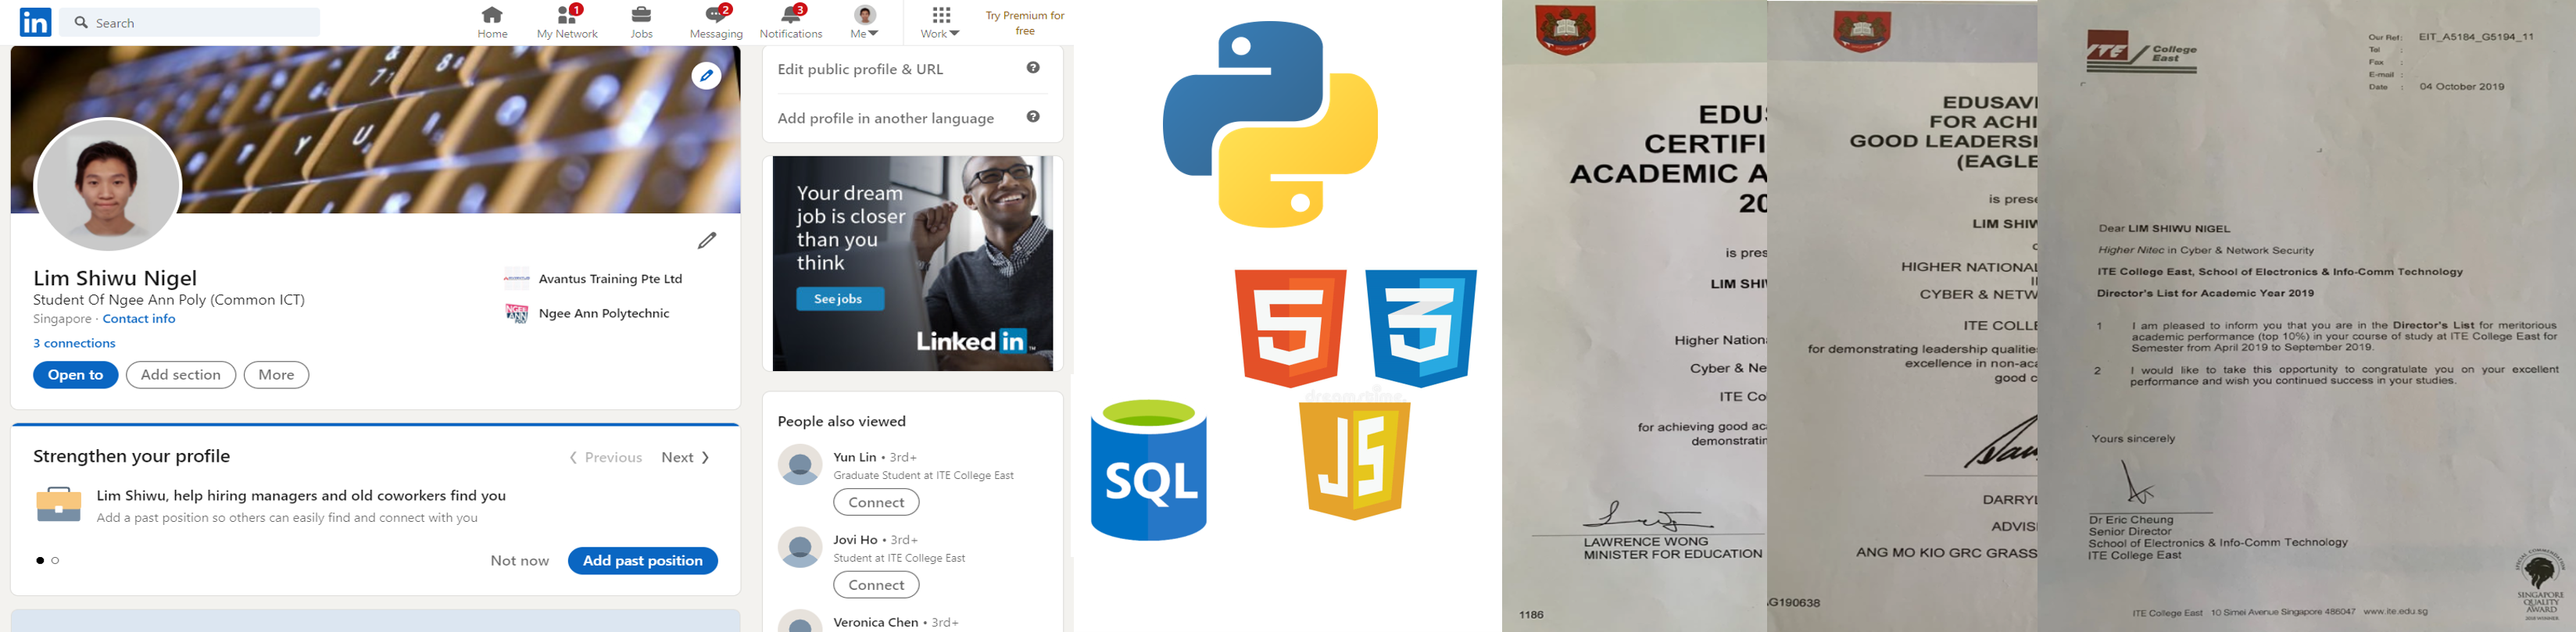 in
Search
1
2
3
Home
My Network
Jobs
Messaging
Notifications
Me
Work
Try Premium for
free
Lim Shiwu Nigel
Student Of Ngee Ann Poly (Common ICT)
Singapore · Contact info
3 connections
Open to
Add section
More
Avantus Training Pte Ltd
Ngee Ann Polytechnic
Strengthen your profile
Previous
Next
Lim Shiwu, help hiring managers and old coworkers find you
Add a past position so others can easily find and connect with you
Not now
Add past position
Edit public profile & URL
Add profile in another language
Your dream
job is closer
than you
think
See jobs
Linked in
People also viewed
Yun Lin • 3rd+
Graduate Student at ITE College East
Connect
Jovi Ho • 3rd+
Student at ITE College East
Connect
Veronica Chen • 3rd+
5
3
SQL
JS
dreamstime
EDUS
CERTIFI
ACADEMIC A
20
is pres
LIM SHI
Higher Nation
Cyber & Ne
ITE Co
for achieving good ac
demonstratin
LAWRENCE WONG
MINISTER FOR EDUCATION
1186
EDUSAV
FOR ACHI
GOOD LEADERS
(EAGLE
is prese
LIM SHIW
HIGHER NATIONAL
CYBER & NETW
ITE COLLE
for demonstrating leadership qualitie
excellence in non-ac
good c
DARRYL
ADVIS
ANG MO KIO GRC GRASS
G190638
ITE College
East
Our Ref: EIT_A5184_G5194_11
Tel :
Fax :
E-mail :
Date : 04 October 2019
Dear LIM SHIWU NIGEL
Higher Nitec in Cyber & Network Security
ITE College East, School of Electronics & Info-Comm Technology
Director's List for Academic Year 2019
1 I am pleased to inform you that you are in the Director's List for meritorious
academic performance (top 10%) in your course of study at ITE College East for
Semester from April 2019 to September 2019.
2 I would like to take this opportunity to congratulate you on your excellent
performance and wish you continued success in your studies.
Yours sincerely
Dr Eric Cheung
Senior Director
School of Electronics & Info-Comm Technology
ITE College East
SINGAPORE
QUALITY
AWARD
ITE College East 10 Simei Avenue Singapore 486047 www.ite.edu.sg